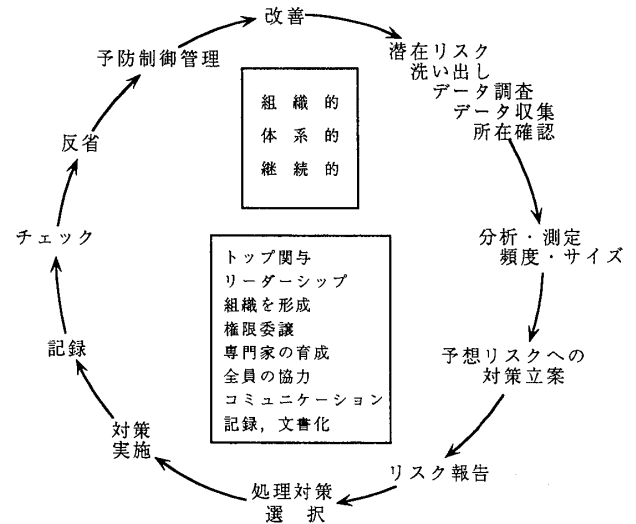 改善
潜在リスク
洗い出し
データ調査
データ収集
所在確認
分析・測定
頻度・サイズ
予想リスクへの
対策立案
リスク報告
処理対策
選択
対策
実施
記録
チェック
反省
予防制御管理
組織的
体系的
継続的
トップ関与
リーダーシップ
組織を形成
権限委譲
専門家の育成
全員の協力
コミュニケーション
記録，文書化